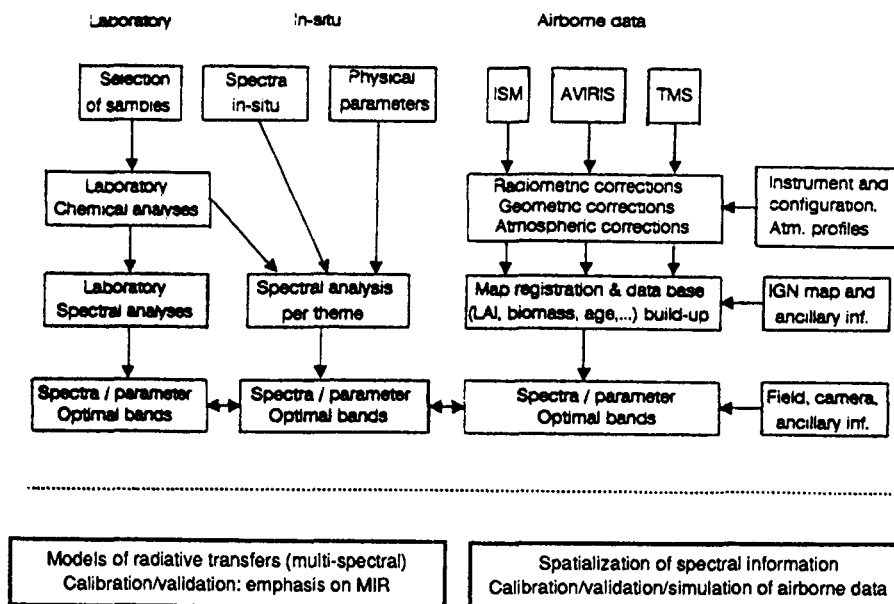 Laboratory
In-situ
Airborne data
Selection
of samples
Spectra
in-situ
Physical
parameters
ISM
AVIRIS
TMS
Laboratory
Chemical analyses
Radiometric corrections
Geometric corrections
Atmospheric corrections
Instrument and
configuration.
Atm. profiles
Laboratory
Spectral analyses
Spectral analysis
per theme
Map registration & data base
(LAI, biomass, age,...) build-up
IGN map and
ancillary inf.
Spectra / parameter
Optimal bands
Spectra / parameter
Optimal bands
Spectra / parameter
Optimal bands
Field, camera,
ancillary inf.
Models of radiative transfers (multi-spectral)
Calibration/validation: emphasis on MIR
Spatialization of spectral information
Calibration/validation/simulation of airborne data